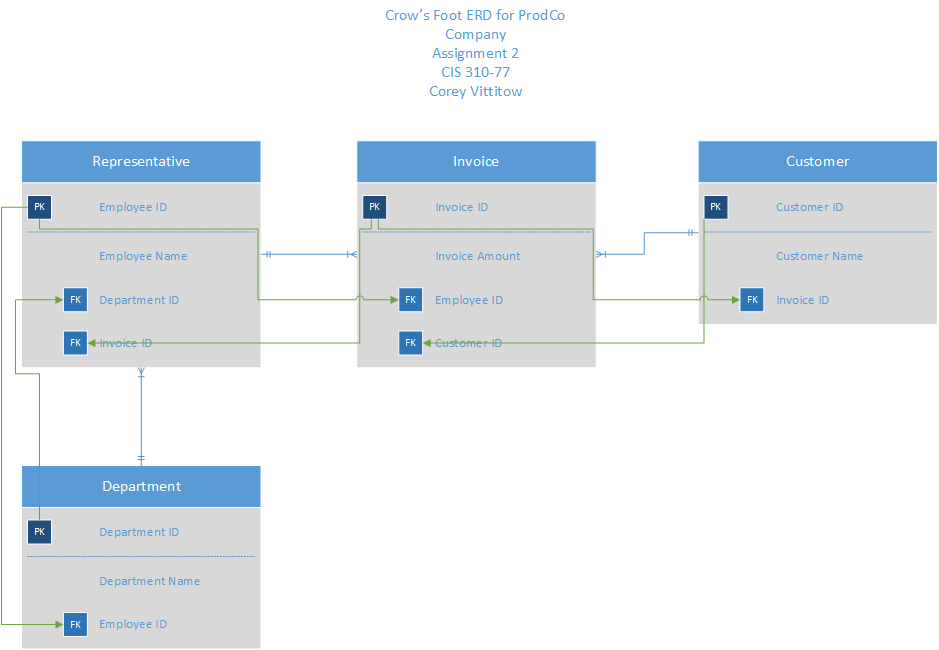 Crow's Foot ERD for ProdCo
Company
Assignment 2
CIS 310-77
Corey Vittitow
Representative
PK Employee ID
Employee Name
FK Department ID
FK Invoice ID
Invoice
PK Invoice ID
Invoice Amount
FK Employee ID
FK Customer ID
Customer
PK Customer ID
Customer Name
FK Invoice ID
Department
PK Department ID
Department Name
FK Employee ID